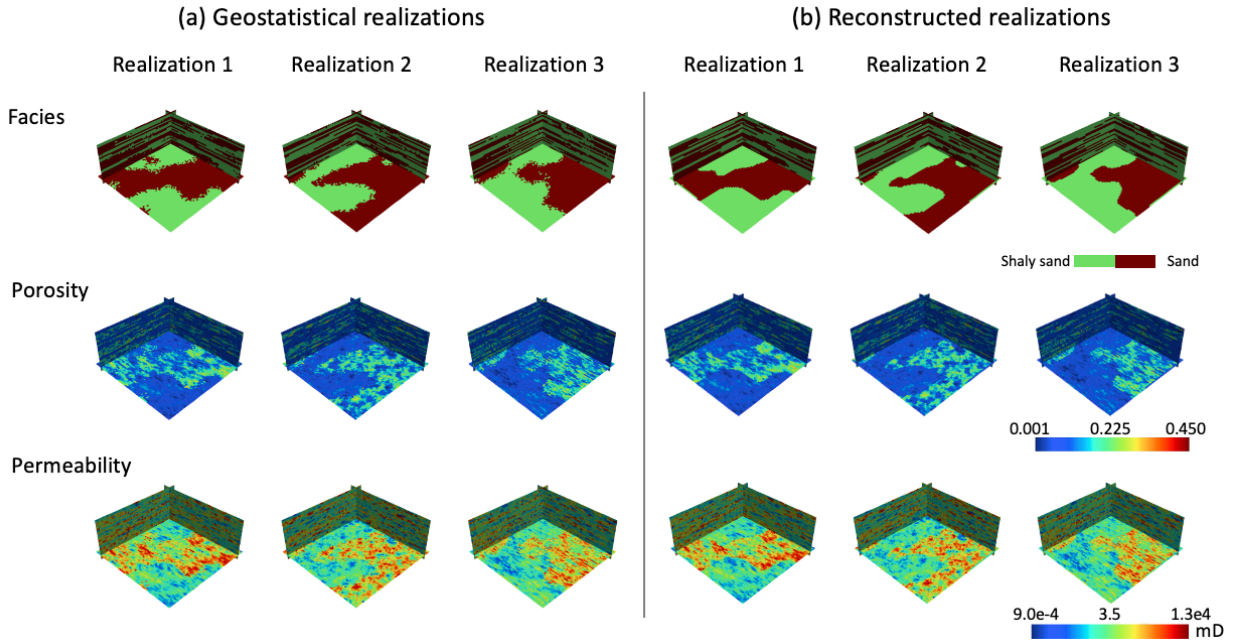 (a) Geostatistical realizations
(b) Reconstructed realizations
Realization 1
Realization 2
Realization 3
Realization 1
Realization 2
Realization 3
Facies
Shaly sand
Sand
Porosity
0.001
0.225
0.450
Permeability
9.0e-4
3.5
1.3e4
mD